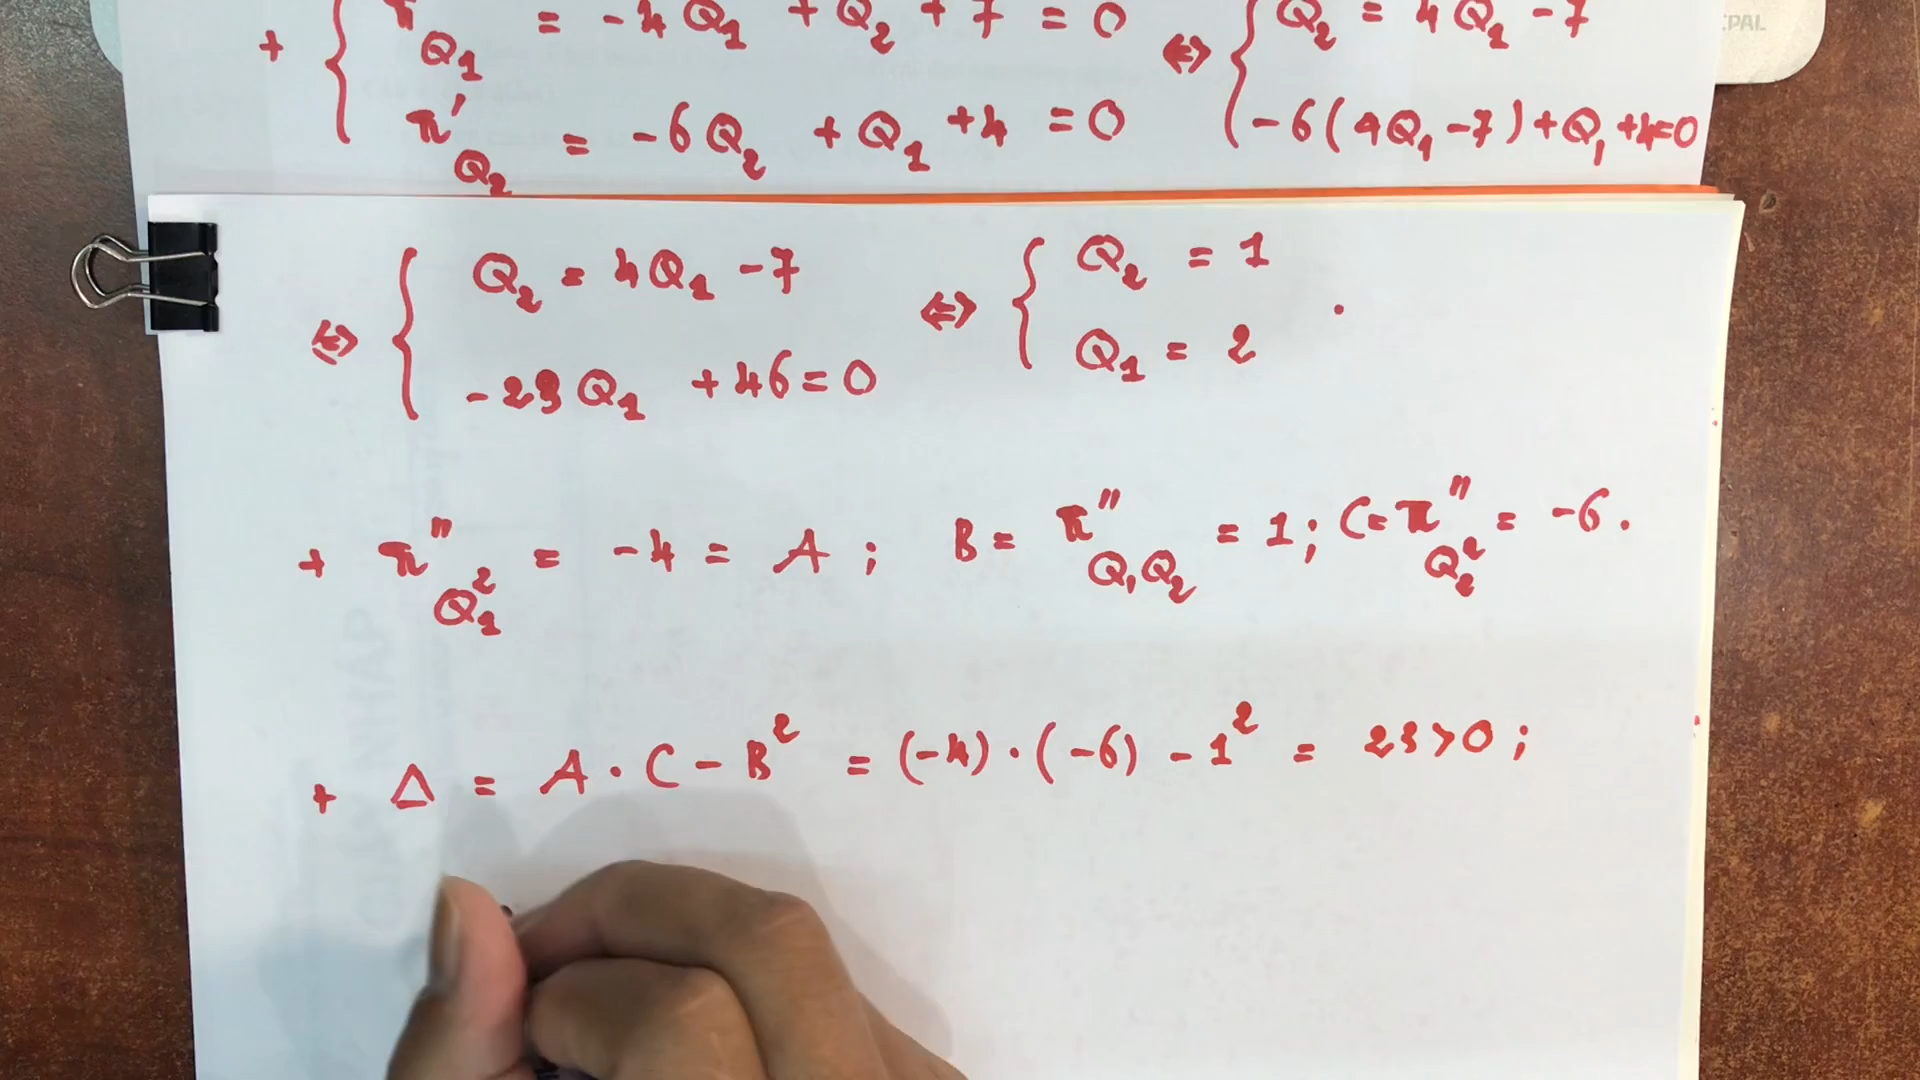 + { π'Q₁ = -4Q₁ + Q₂ + 7 = 0 ⇔ { Q₂ = 4Q₁ - 7
π'Q₂ = -6Q₂ + Q₁ + 4 = 0 -6(4Q₁ - 7) + Q₁ + 4 = 0
⇔ { Q₂ = 4Q₁ - 7 ⇔ { Q₂ = 1
-23Q₁ + 46 = 0 Q₁ = 2 .
+ π''Q₁² = -4 = A ; B = π''Q₁Q₂ = 1 ; C = π''Q₂² = -6 .
+ Δ = A . C - B² = (-4) . (-6) - 1² = 23 > 0 ;